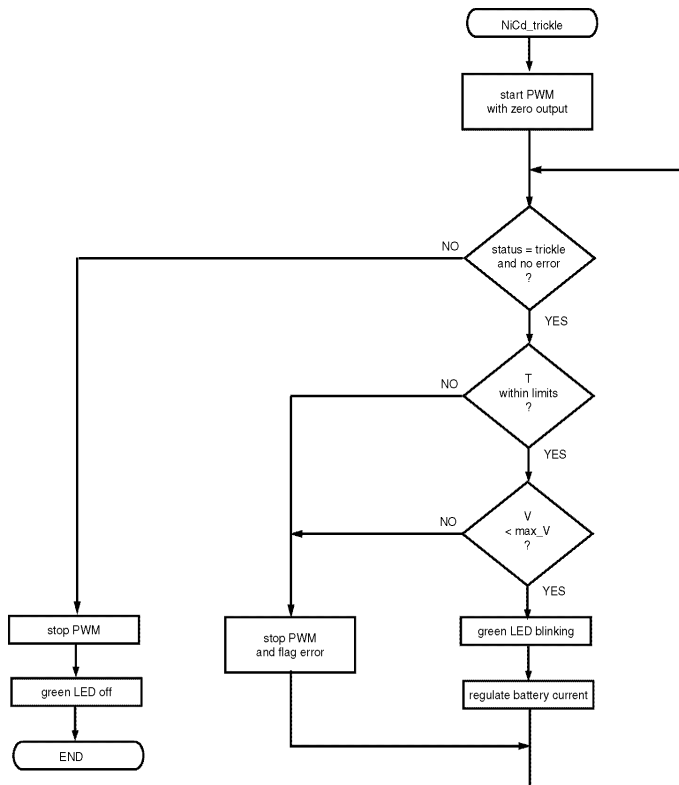 NiCd_trickle
start PWM
with zero output
NO
status = trickle
and no error
?
YES
NO
T
within limits
?
YES
NO
V
< max_V
?
YES
stop PWM
stop PWM
and flag error
green LED blinking
green LED off
regulate battery current
END